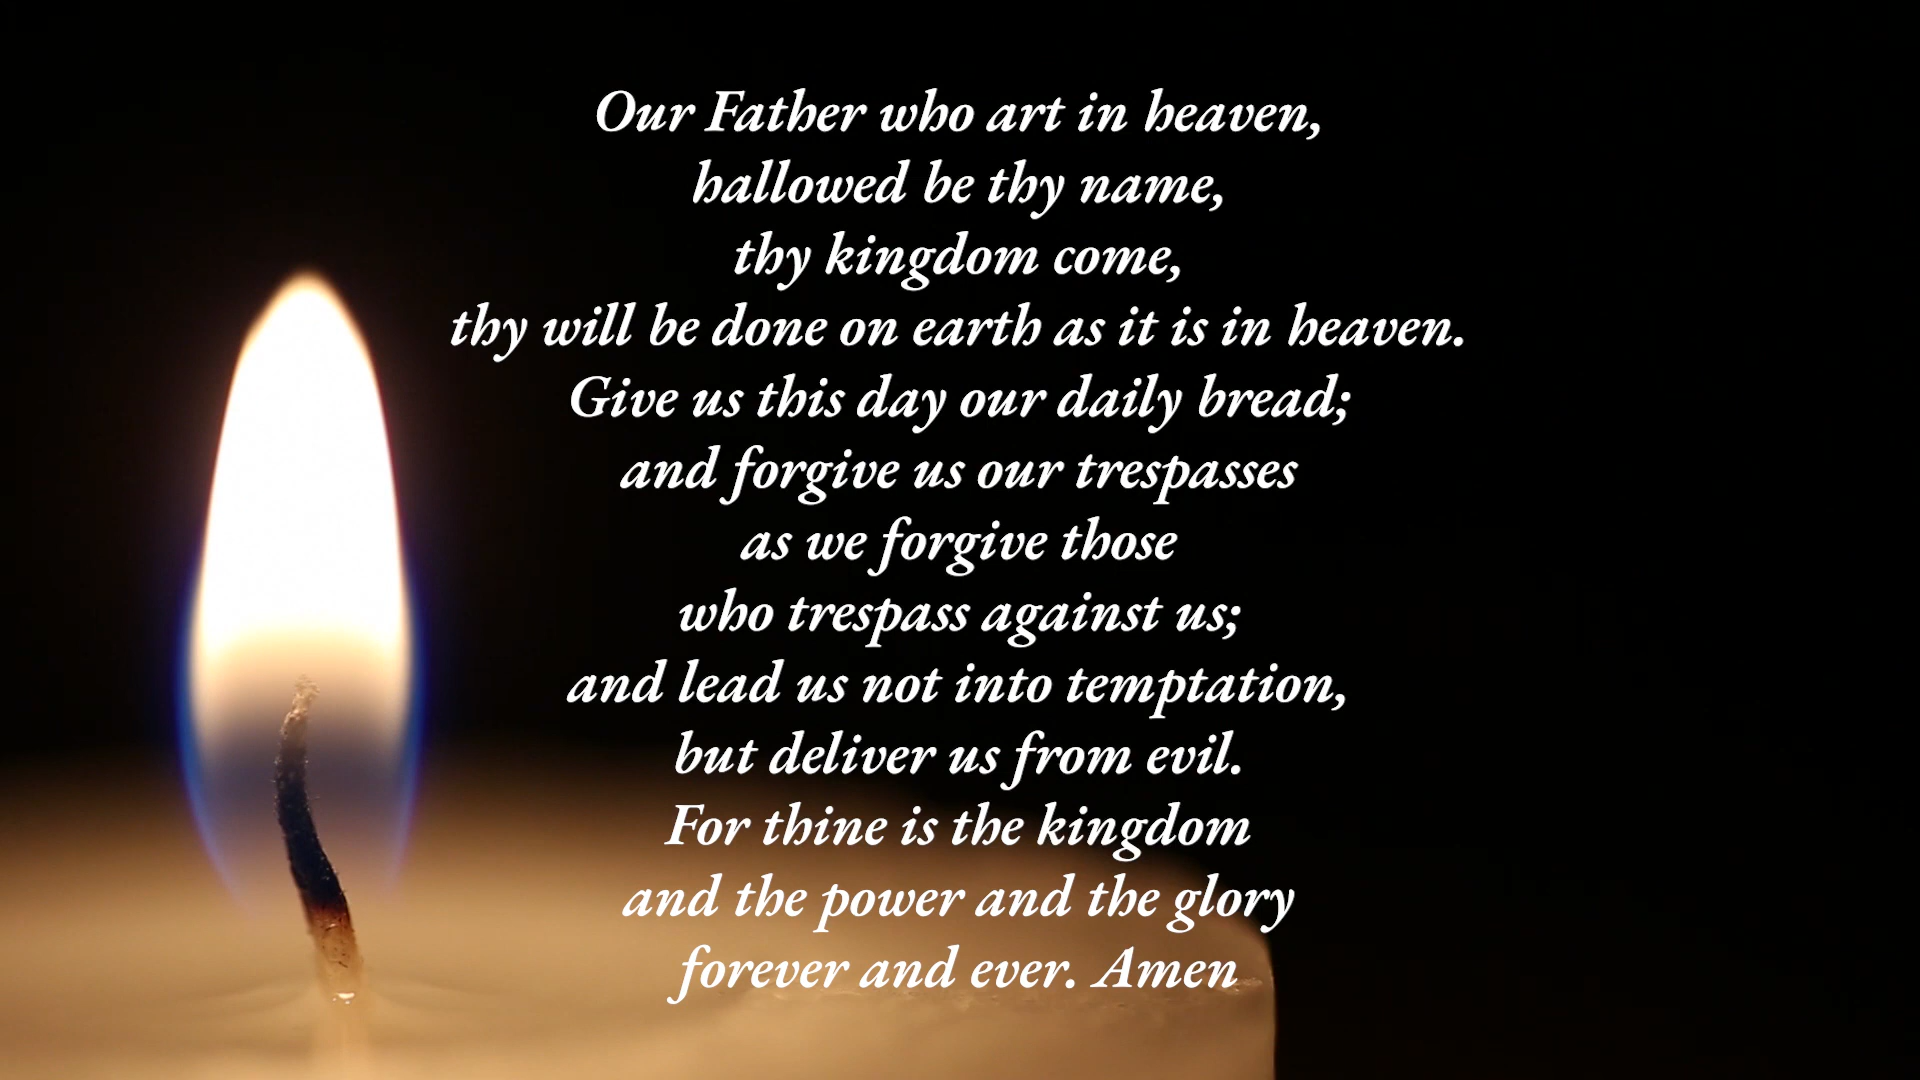 Our Father who art in heaven,
hallowed be thy name,
thy kingdom come,
thy will be done on earth as it is in heaven.
Give us this day our daily bread;
and forgive us our trespasses
as we forgive those
who trespass against us;
and lead us not into temptation,
but deliver us from evil.
For thine is the kingdom
and the power and the glory
forever and ever. Amen